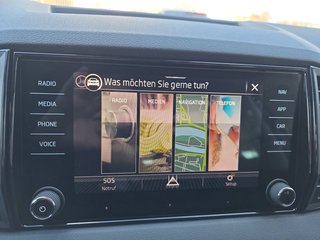 Was möchten Sie gerne tun?
RADIO
MEDIA
PHONE
VOICE
RADIO
MEDIEN
NAVIGATION
TELEFON
NAV
APP
CAR
MENU
SOS
Notruf
Setup